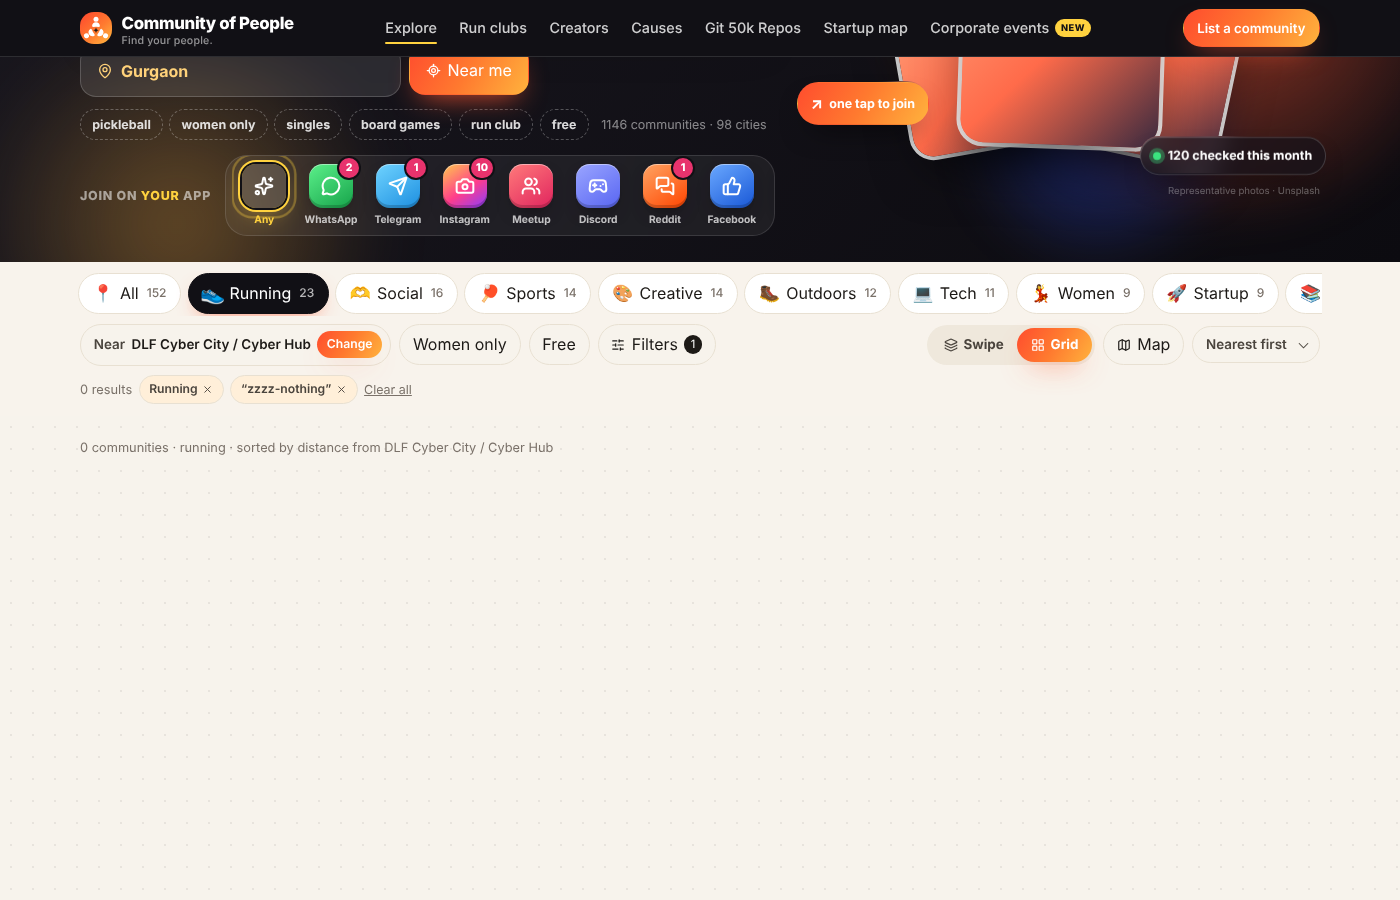 Community of People
Find your people.
Explore
Run clubs
Creators
Causes
Git 50k Repos
Startup map
Corporate events NEW
List a community
Gurgaon
Near me
one tap to join
pickleball
women only
singles
board games
run club
free
1146 communities · 98 cities
120 checked this month
Representative photos · Unsplash
JOIN ON YOUR APP
Any
2
WhatsApp
1
Telegram
10
Instagram
Meetup
Discord
1
Reddit
Facebook
All 152
Running 23
Social 16
Sports 14
Creative 14
Outdoors 12
Tech 11
Women 9
Startup 9
Near DLF Cyber City / Cyber Hub Change
Women only
Free
Filters 1
Swipe
Grid
Map
Nearest first
0 results
Running ×
“zzzz-nothing” ×
Clear all
0 communities · running · sorted by distance from DLF Cyber City / Cyber Hub